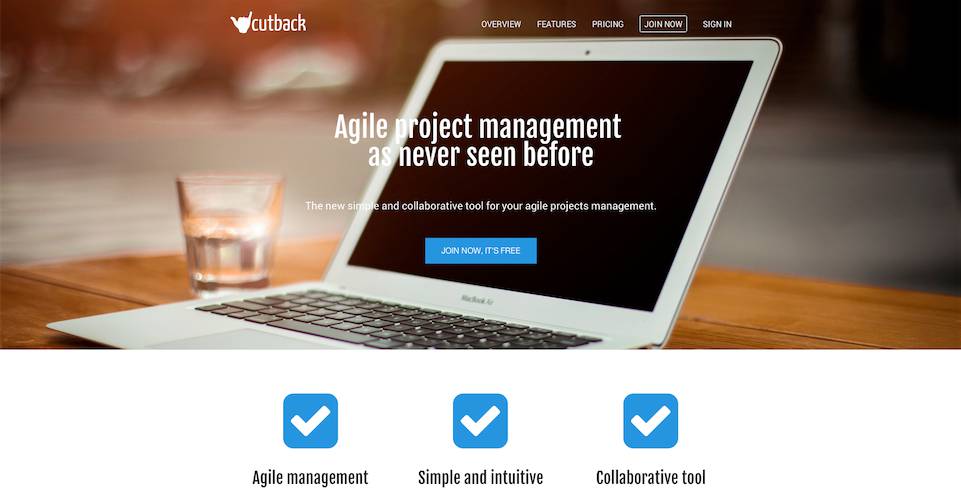 cutback
OVERVIEW
FEATURES
PRICING
JOIN NOW
SIGN IN
Agile project management
as never seen before
The new simple and collaborative tool for your agile projects management.
JOIN NOW, IT'S FREE
MacBook Air
Agile management
Simple and intuitive
Collaborative tool